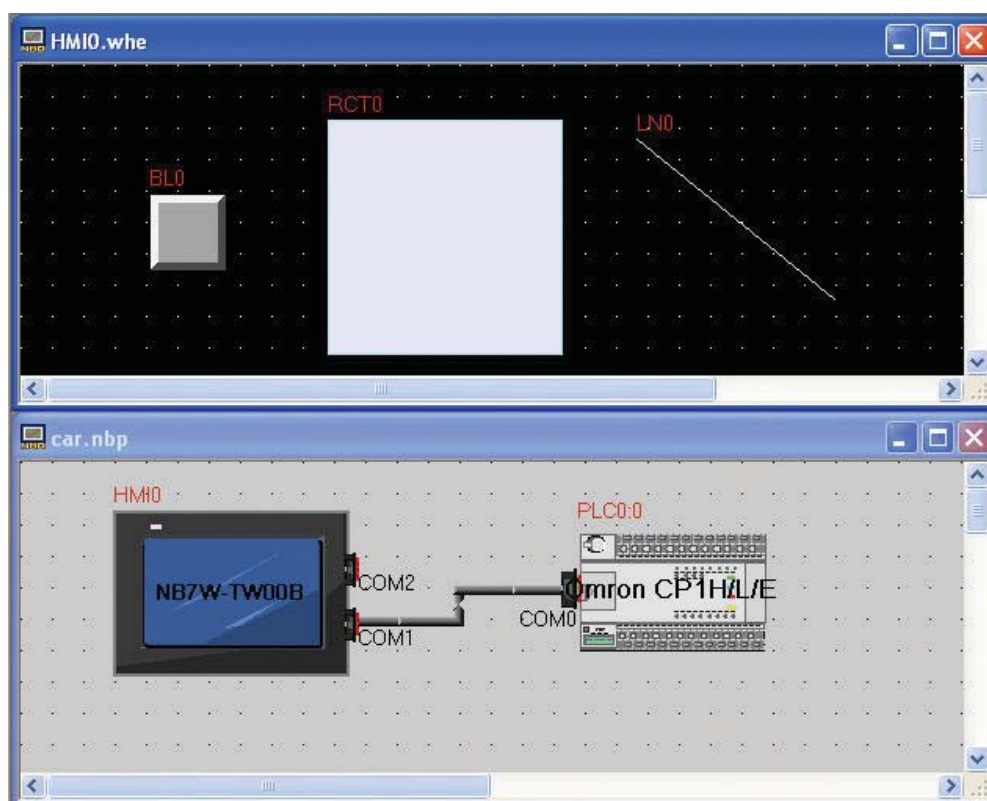 HMI0.whe
RCT0
LN0
BL0
car.nbp
HMI0
PLC0:0
NB7W-TW00B
COM2
Omron CP1H/L/E
COM0
COM1